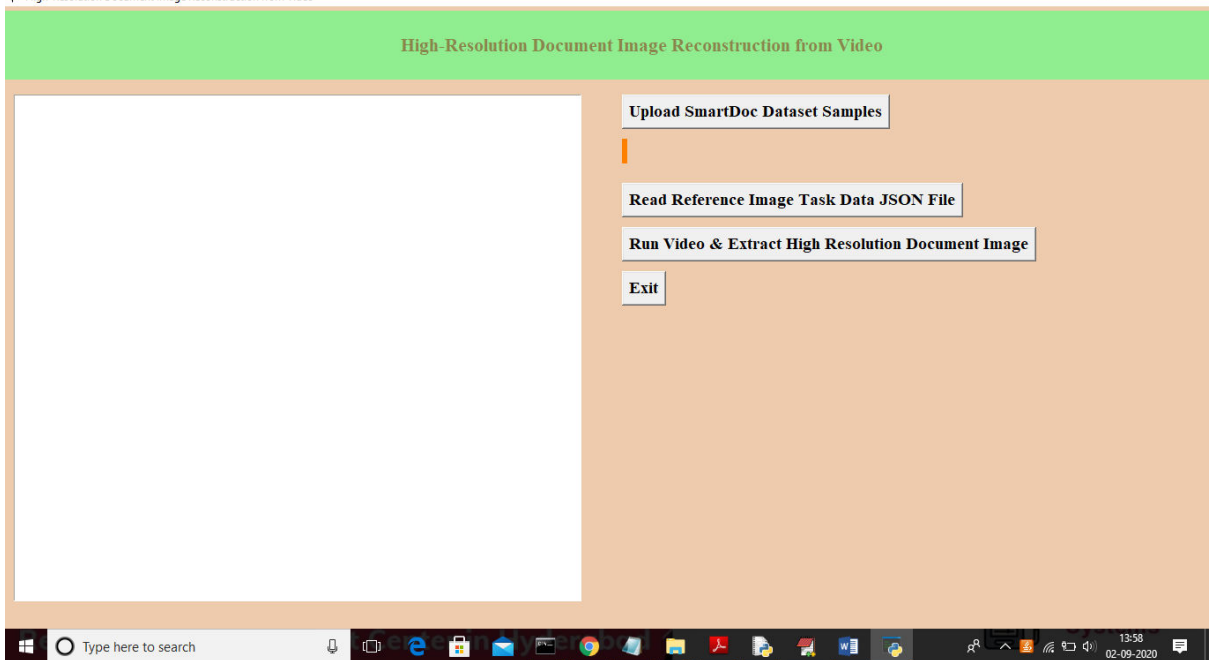 High-Resolution Document Image Reconstruction from Video
Upload SmartDoc Dataset Samples
Read Reference Image Task Data JSON File
Run Video & Extract High Resolution Document Image
Exit
Type here to search
13:58
02-09-2020